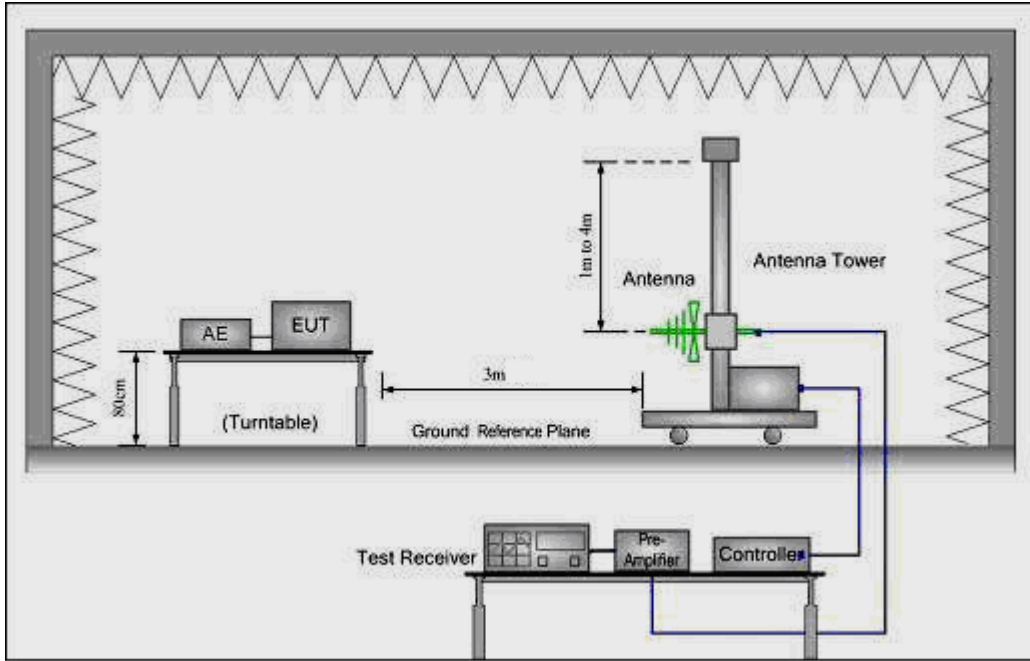 1m to 4m
Antenna
Antenna Tower
AE
EUT
80cm
3m
(Turntable)
Ground Reference Plane
Test Receiver
Pre-
Amplifier
Controller